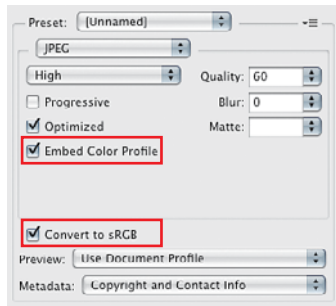 Preset: [Unnamed]
JPEG
High Quality: 60
Progressive Blur: 0
Optimized Matte:
Embed Color Profile
Convert to sRGB
Preview: Use Document Profile
Metadata: Copyright and Contact Info